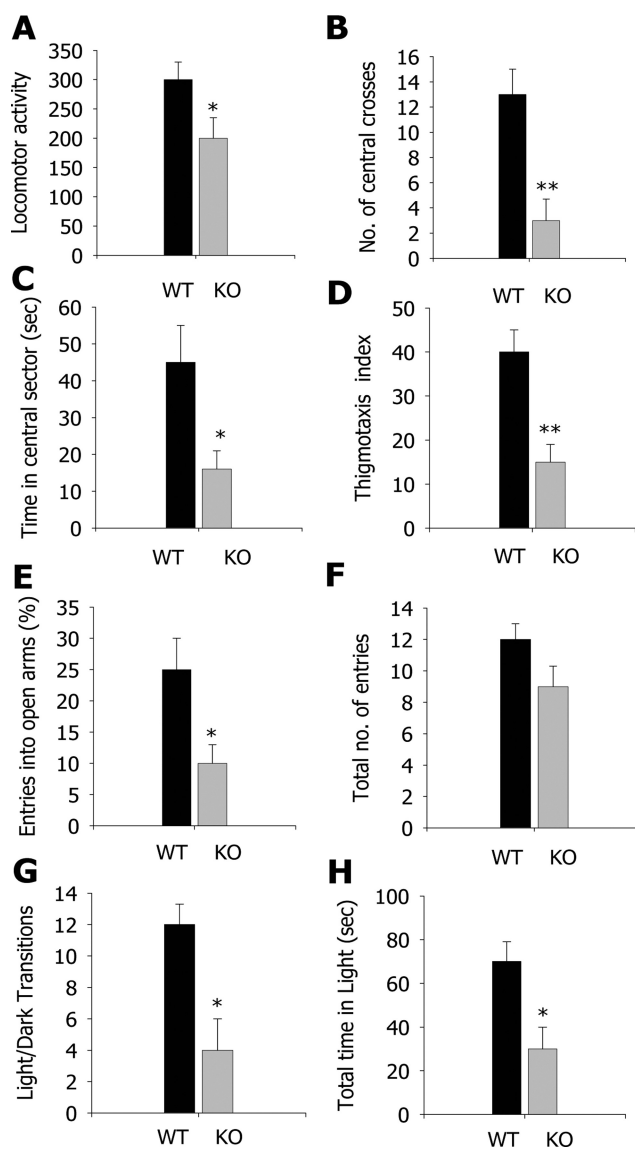 A
Locomotor activity
350
300
250
200
150
100
50
0
*
WT KO
B
No. of central crosses
16
14
12
10
8
6
4
2
0
**
WT KO
C
Time in central sector (sec)
60
50
40
30
20
10
0
*
WT KO
D
Thigmotaxis index
50
40
30
20
10
0
**
WT KO
E
Entries into open arms (%)
35
30
25
20
15
10
5
0
*
WT KO
F
Total no. of entries
14
12
10
8
6
4
2
0
WT KO
G
Light/Dark Transitions
14
12
10
8
6
4
2
0
*
WT KO
H
Total time in Light (sec)
100
80
60
40
20
0
*
WT KO